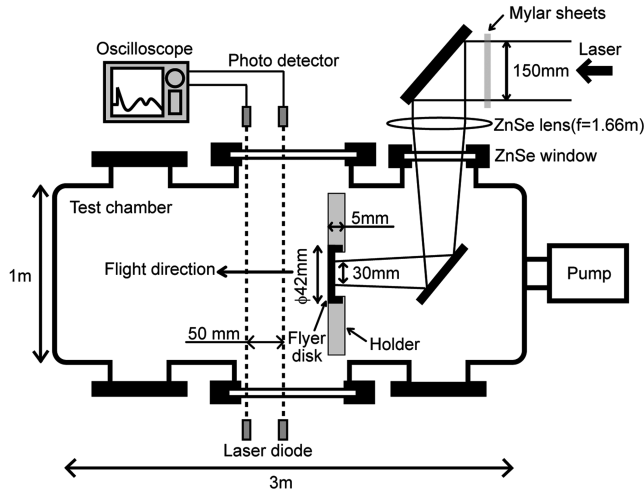 Mylar sheets
Oscilloscope
Photo detector
Laser
150mm
ZnSe lens(f=1.66m)
ZnSe window
Test chamber
5mm
1m
Flight direction
ϕ42mm
30mm
Pump
50 mm
Flyer
disk
Holder
Laser diode
3m